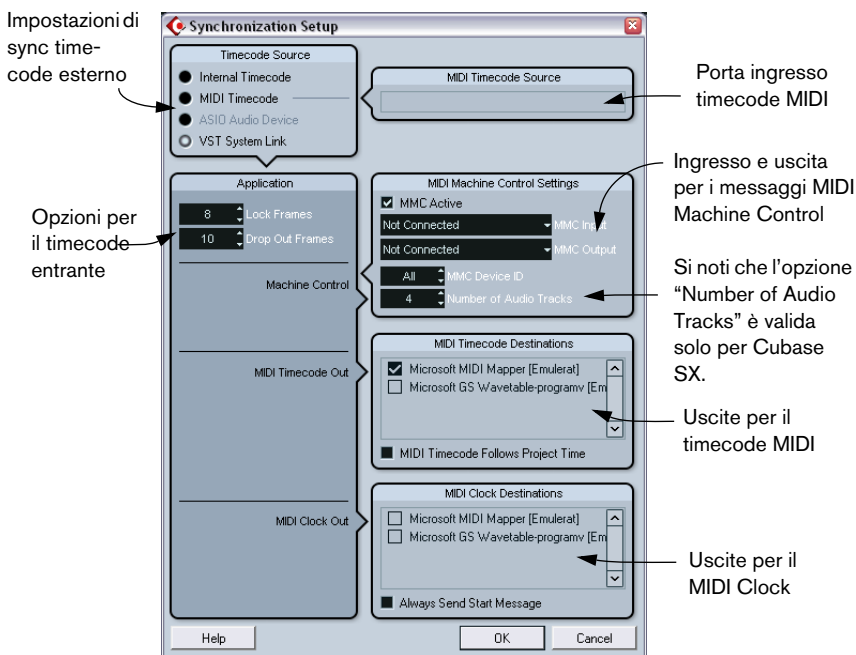 Impostazioni di
sync time-
code esterno
Synchronization Setup
Timecode Source
Internal Timecode
MIDI Timecode
ASIO Audio Device
VST System Link
MIDI Timecode Source
Porta ingresso
timecode MIDI
Opzioni per
il timecode
entrante
Application
8 Lock Frames
10 Drop Out Frames
Machine Control
MIDI Timecode Out
MIDI Clock Out
MIDI Machine Control Settings
MMC Active
Not Connected MMC Input
Not Connected MMC Output
All MMC Device ID
4 Number of Audio Tracks
Ingresso e uscita
per i messaggi MIDI
Machine Control
Si noti che l'opzione
“Number of Audio
Tracks” è valida
solo per Cubase
SX.
MIDI Timecode Destinations
Microsoft MIDI Mapper [Emulerat]
Microsoft GS Wavetable-programv [Em
MIDI Timecode Follows Project Time
Uscite per il
timecode MIDI
MIDI Clock Destinations
Microsoft MIDI Mapper [Emulerat]
Microsoft GS Wavetable-programv [Em
Always Send Start Message
Uscite per il
MIDI Clock
Help
OK
Cancel